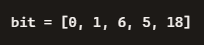 bit = [0, 1, 6, 5, 18]